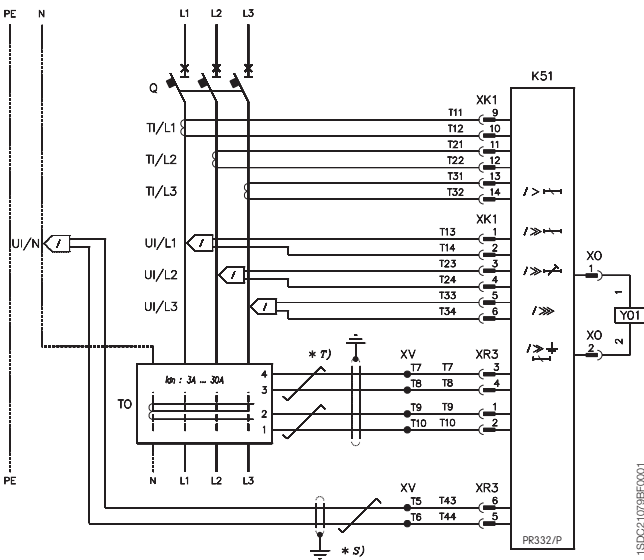 PE N L1 L2 L3
K51
Q
XK1
T11 9
TI/L1 T12 10
T21 11
TI/L2 T22 12
T31 13
TI/L3 T32 14
I >
XK1
UI/N I UI/L1 I T13 1
I >>
T14 2
UI/L2 I T23 3
I >>
XO
1
T24 4
UI/L3 I T33 5
I >>>
1
T34 6
Y01
XO
2
2
I >
* T) XV XR3
Idn : 3A ... 30A 4 T7 T7 3
3 T8 T8 4
TO 2 T9 T9 1
1 T10 T10 2
PE N L1 L2 L3
XV XR3
T5 T43 6
T6 T44 5
* S)
PR332/P
1SDC21079BF0001